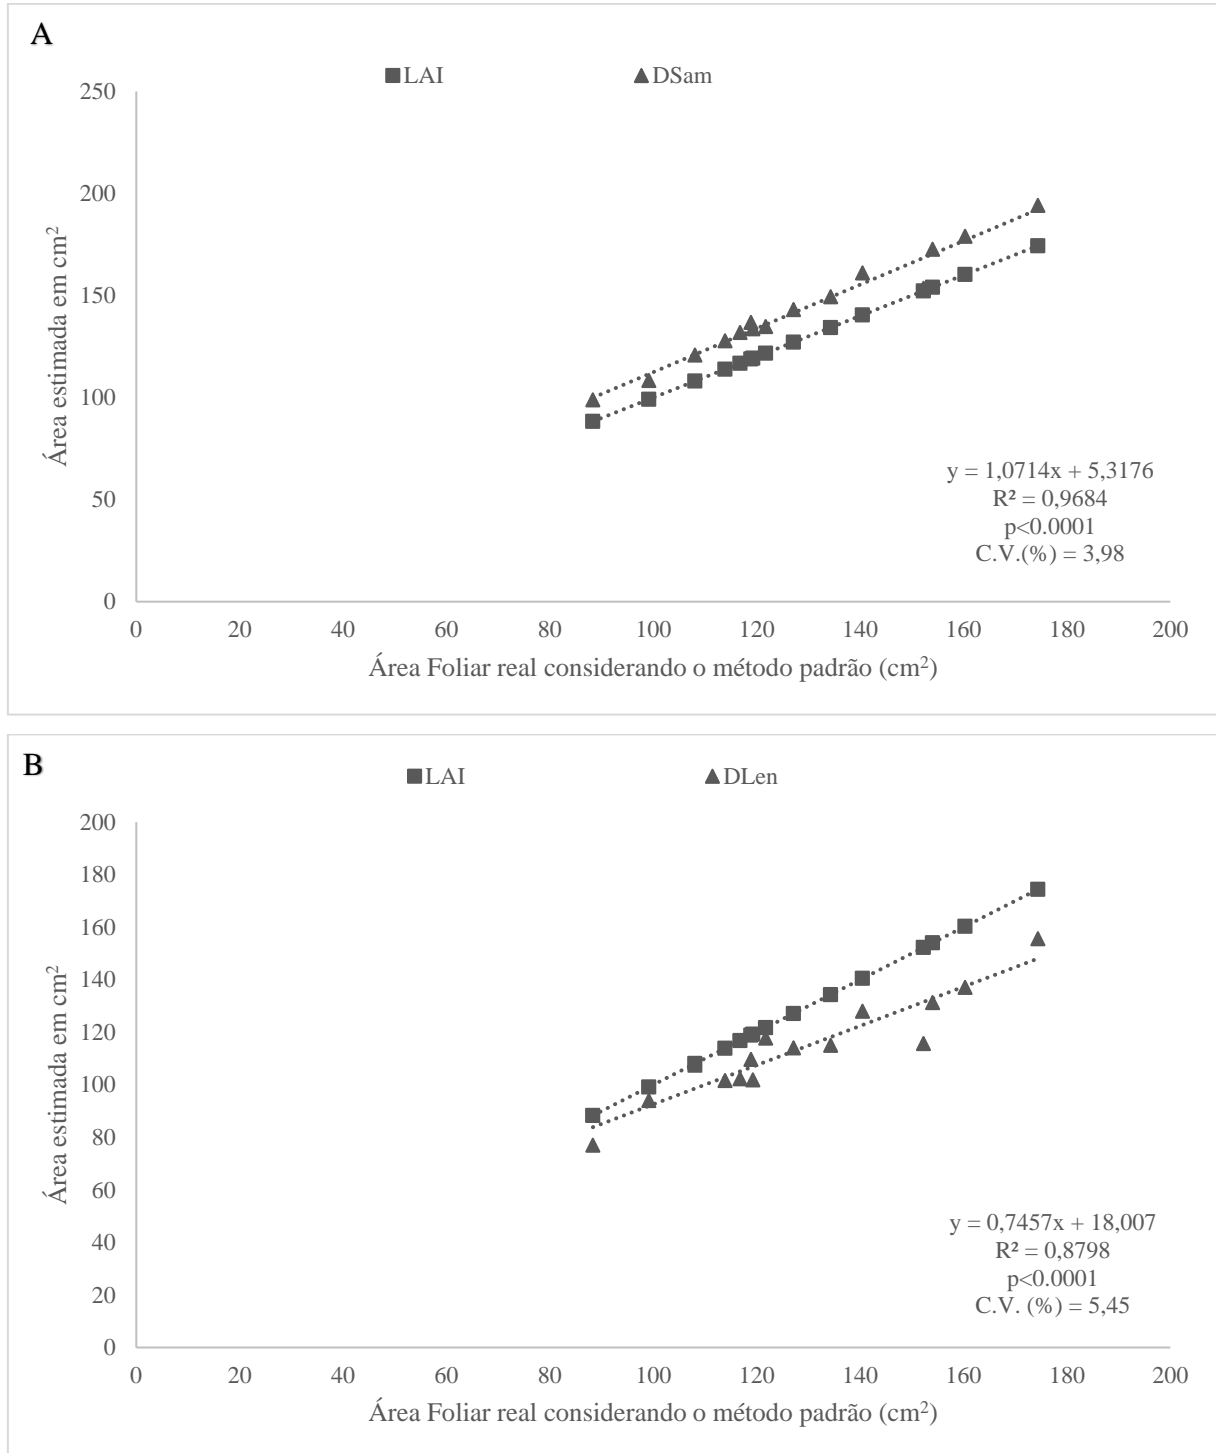 A
LAI DSam
250
200
150
100
50
0
Área estimada em cm²
y = 1,0714x + 5,3176
R² = 0,9684
p<0.0001
C.V.(%) = 3,98
0 20 40 60 80 100 120 140 160 180 200
Área Foliar real considerando o método padrão (cm²)
B
LAI DLen
200
180
160
140
120
100
80
60
40
20
0
Área estimada em cm²
y = 0,7457x + 18,007
R² = 0,8798
p<0.0001
C.V. (%) = 5,45
0 20 40 60 80 100 120 140 160 180 200
Área Foliar real considerando o método padrão (cm²)